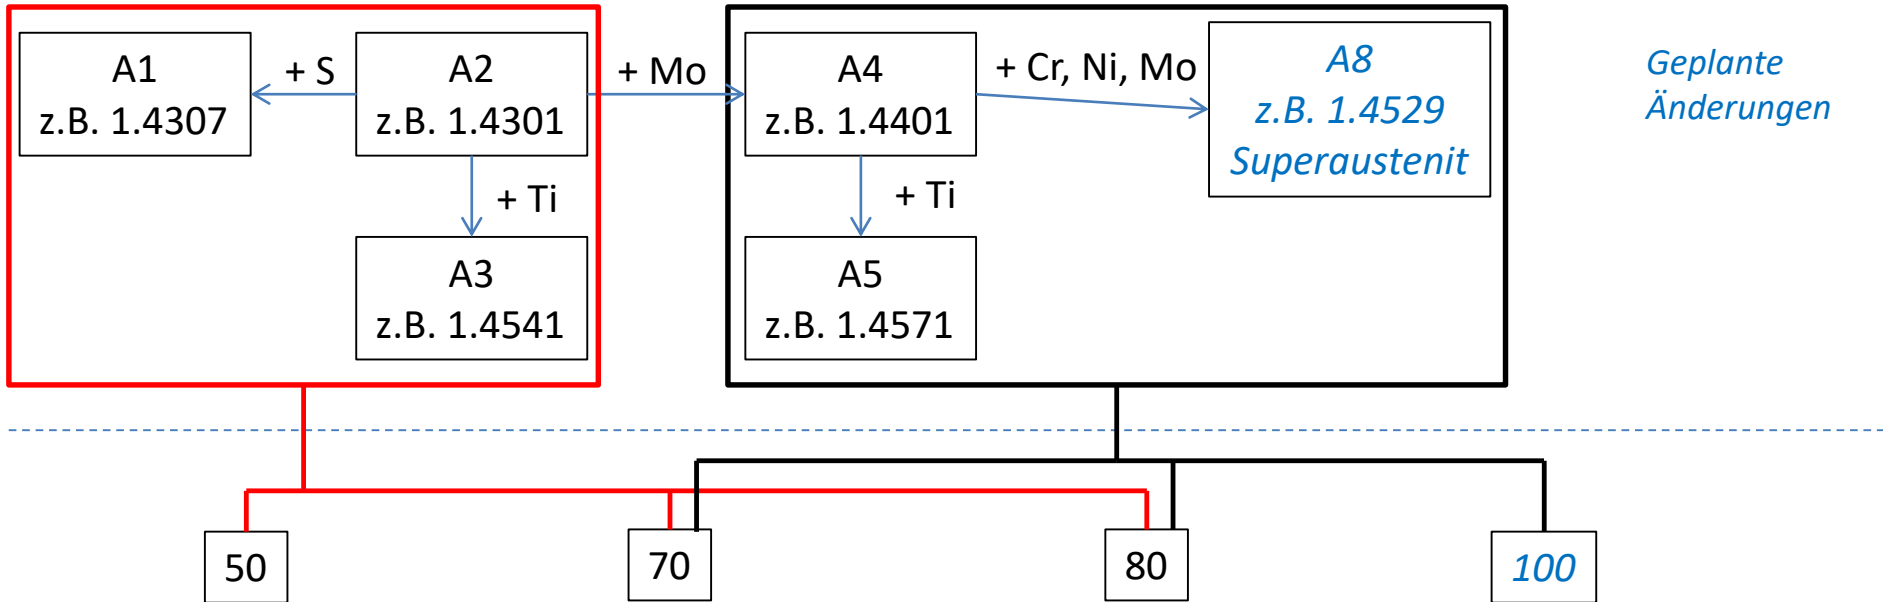 A1
z.B. 1.4307
+ S
A2
z.B. 1.4301
+ Mo
A4
z.B. 1.4401
+ Cr, Ni, Mo
A8
z.B. 1.4529
Superaustenit
Geplante
Änderungen
+ Ti
+ Ti
A3
z.B. 1.4541
A5
z.B. 1.4571
50
70
80
100